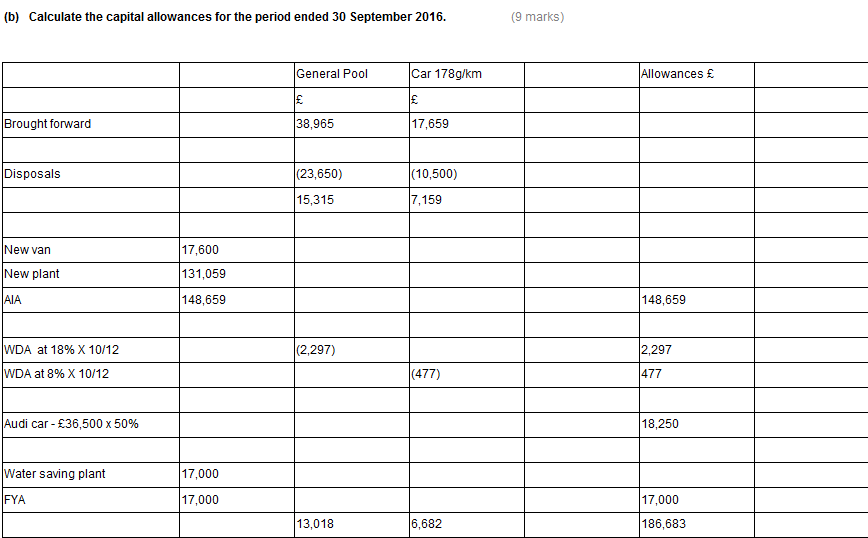 (b) Calculate the capital allowances for the period ended 30 September 2016. (9 marks)
General Pool Car 178g/km Allowances £
£ £
Brought forward 38,965 17,659
Disposals (23,650) (10,500)
15,315 7,159
New van 17,600
New plant 131,059
AIA 148,659 148,659
WDA at 18% X 10/12 (2,297) 2,297
WDA at 8% X 10/12 (477) 477
Audi car - £36,500 x 50% 18,250
Water saving plant 17,000
FYA 17,000 17,000
13,018 6,682 186,683